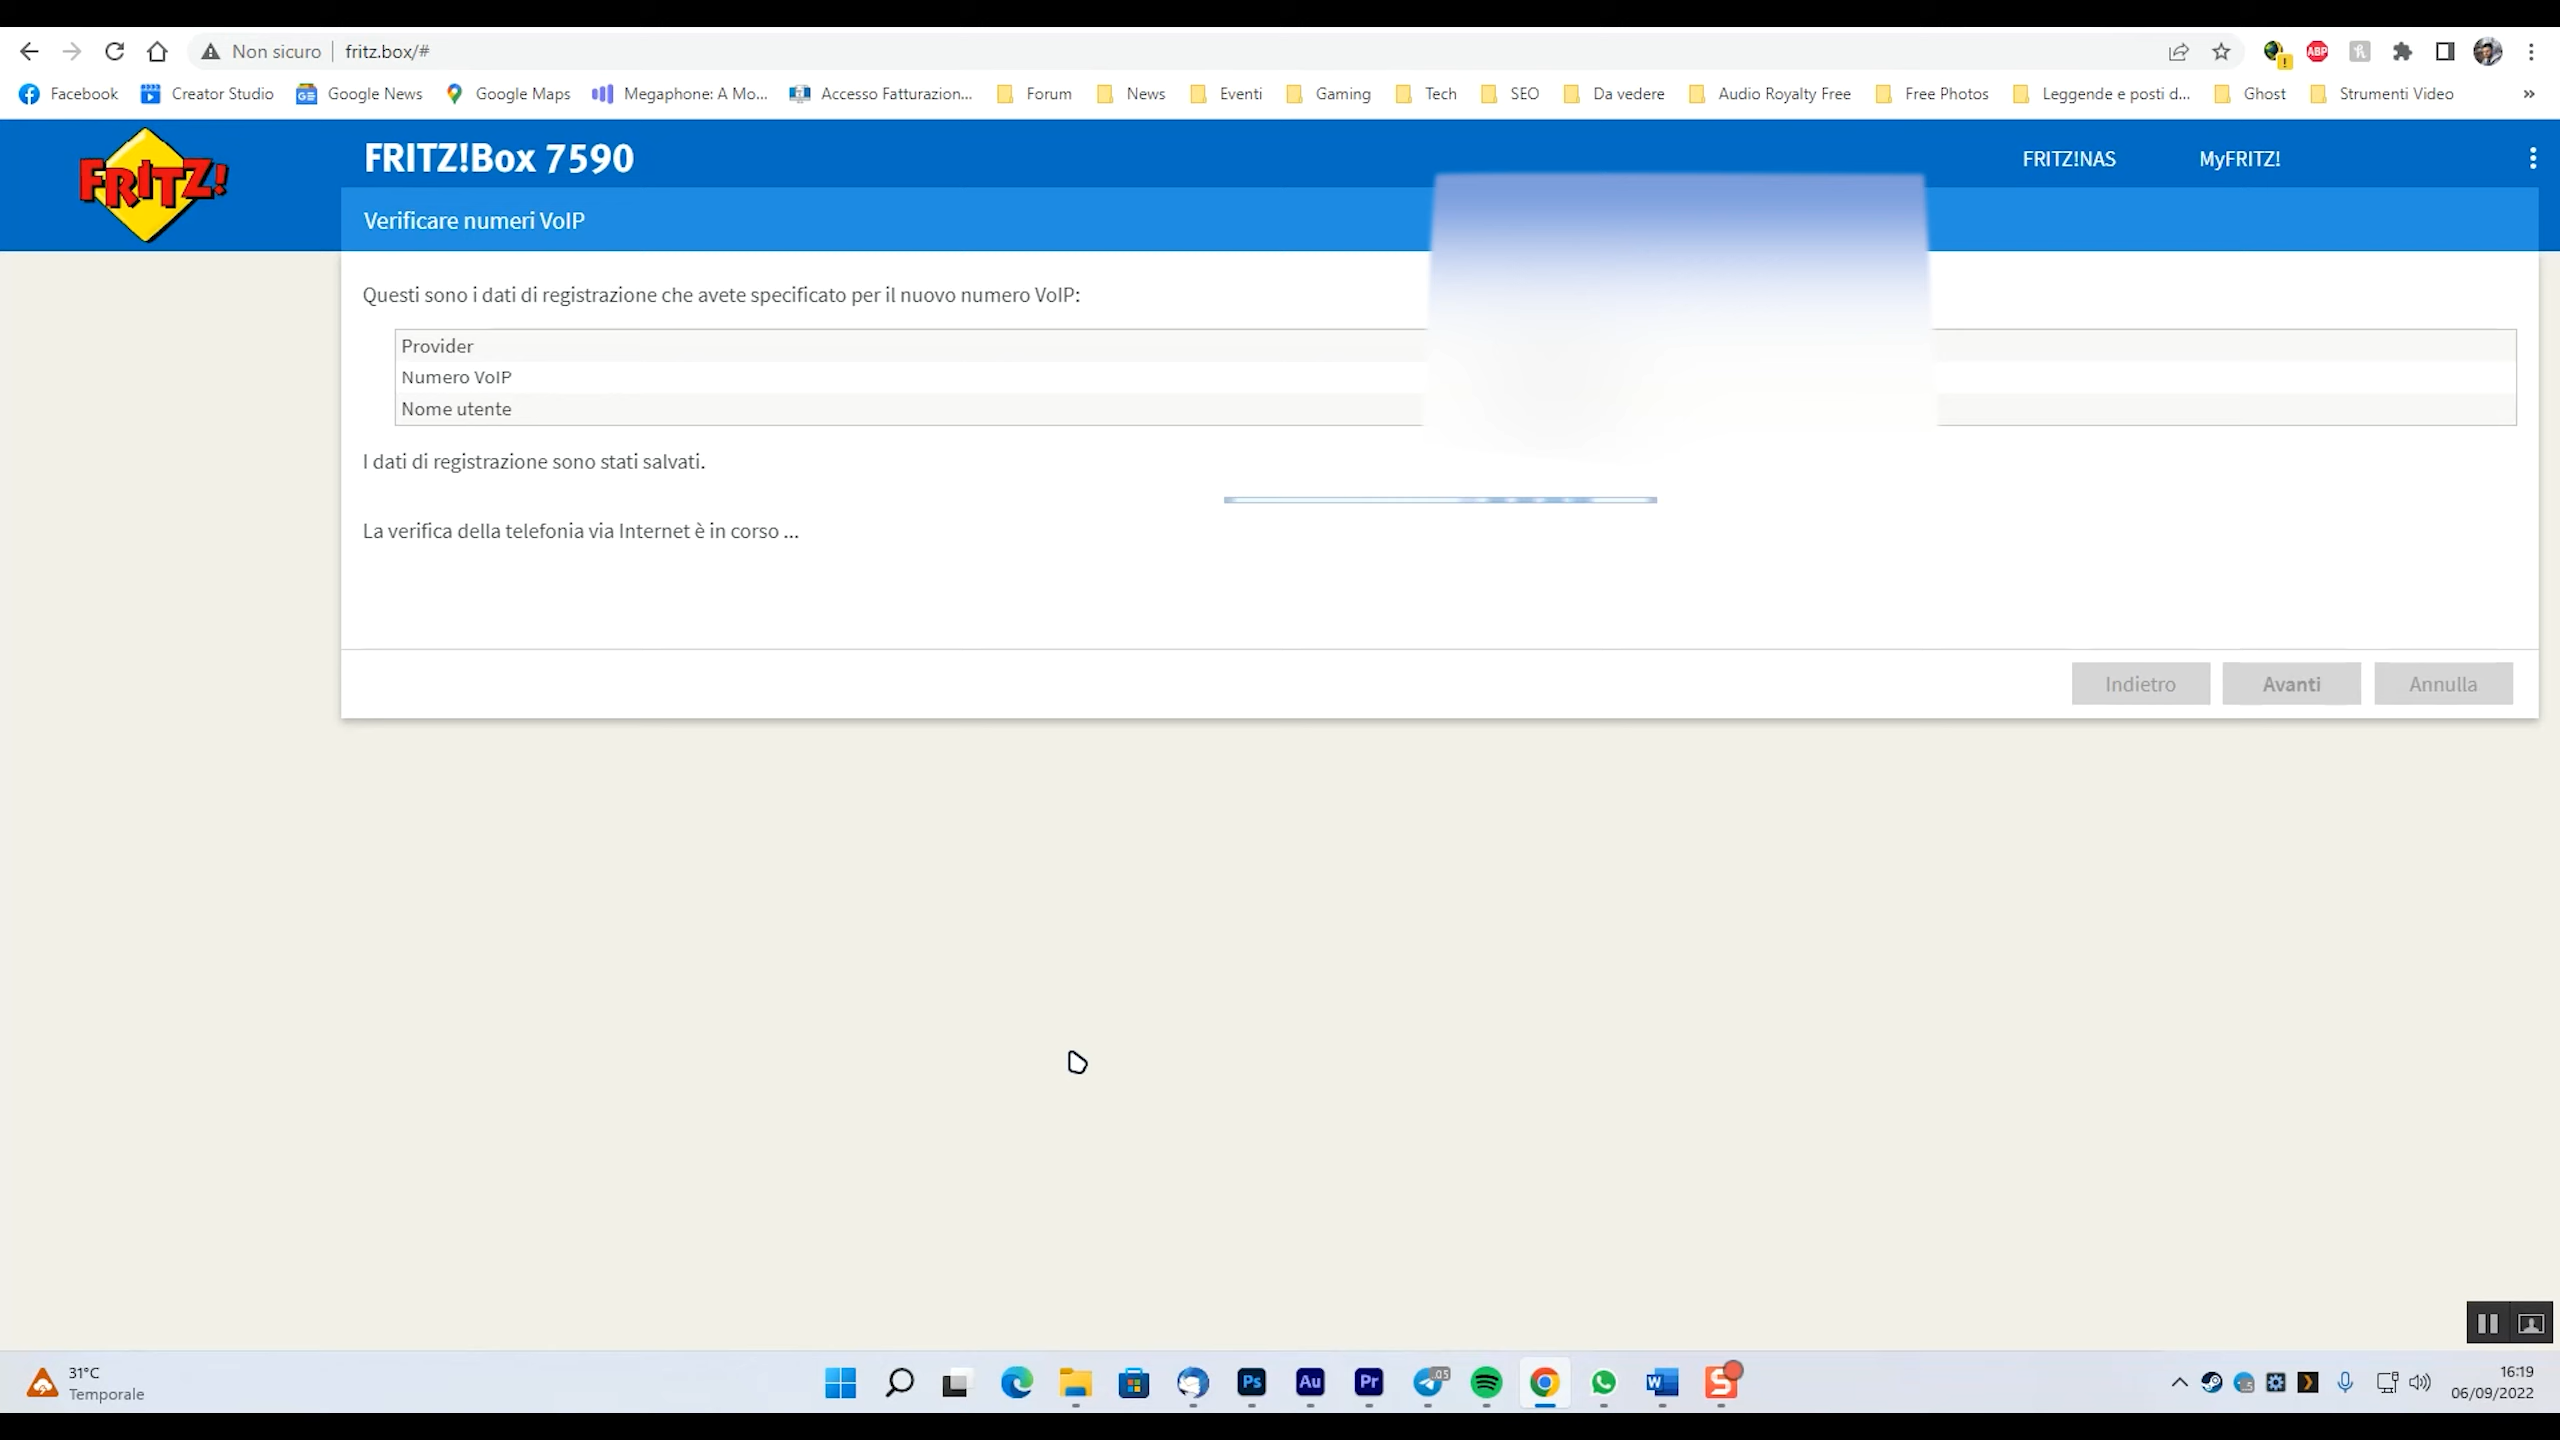 Non sicuro fritz.box/#
Facebook Creator Studio Google News Google Maps Megaphone: A Mo... Accesso Fatturazion... Forum News Eventi Gaming Tech SEO Da vedere Audio Royalty Free Free Photos Leggende e posti d... Ghost Strumenti Video »
FRITZ!
FRITZ!Box 7590 FRITZ!NAS MyFRITZ!
Verificare numeri VoIP
Questi sono i dati di registrazione che avete specificato per il nuovo numero VoIP:
Provider
Numero VoIP
Nome utente
I dati di registrazione sono stati salvati.
La verifica della telefonia via Internet è in corso ...
Indietro Avanti Annulla
31°C
Temporale
Ps Au Pr
16:19
06/09/2022